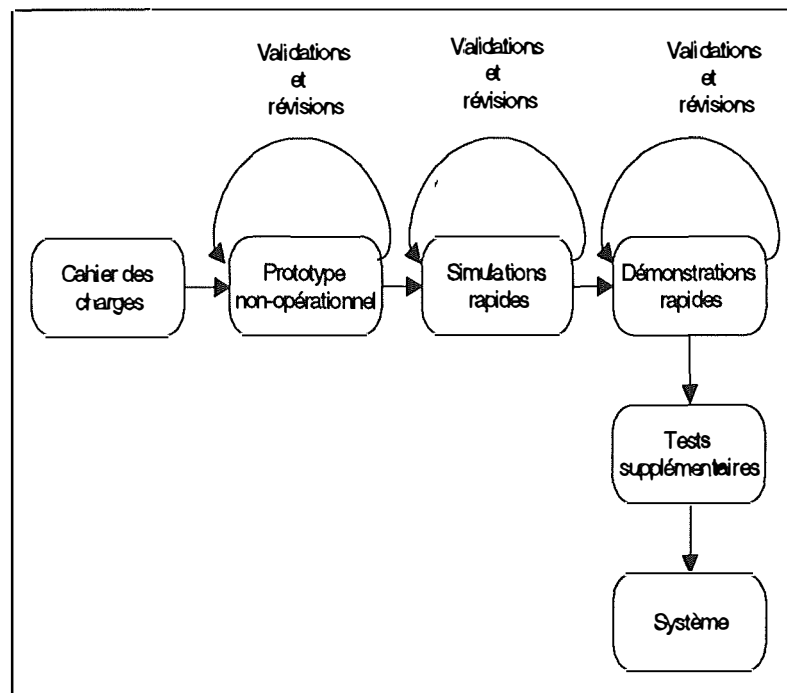 Validations
et
révisions
Validations
et
révisions
Validations
et
révisions
Cahier des
charges
Prototype
non-opérationnel
Simulations
rapides
Démonstrations
rapides
Tests
supplémentaires
Système